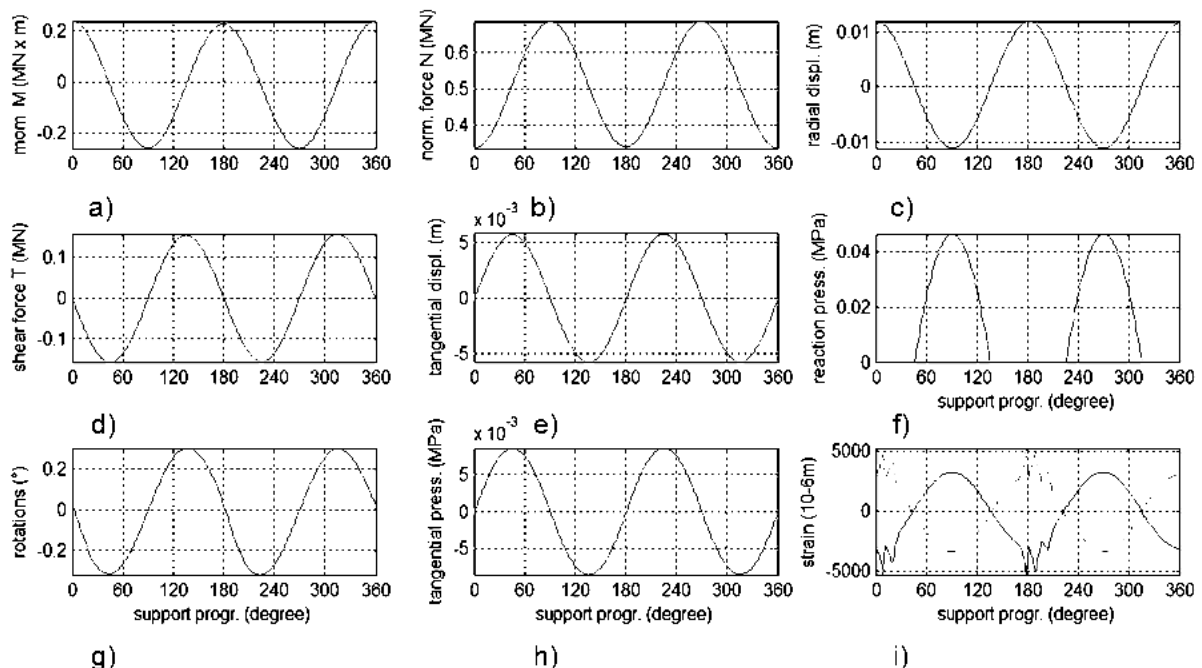 mom M (MN x m)
0.2
0
-0.2
0 60 120 180 240 300 360
a)
norm. force N (MN)
0.6
0.5
0.4
0 60 120 180 240 300 360
b)
radial displ. (m)
0.01
0
-0.01
0 60 120 180 240 300 360
c)
shear force T (MN)
0.1
0
-0.1
0 60 120 180 240 300 360
d)
x 10-3
tangential displ. (m)
5
0
-5
0 60 120 180 240 300 360
e)
reaction press. (MPa)
0.04
0.02
0
0 60 120 180 240 300 360
support progr. (degree)
f)
rotations (°)
0.2
0
-0.2
0 60 120 180 240 300 360
support progr. (degree)
g)
x 10-3
tangential press. (MPa)
5
0
-5
0 60 120 180 240 300 360
support progr. (degree)
h)
strain (10-6m)
5000
0
-5000
0 60 120 180 240 300 360
support progr. (degree)
i)